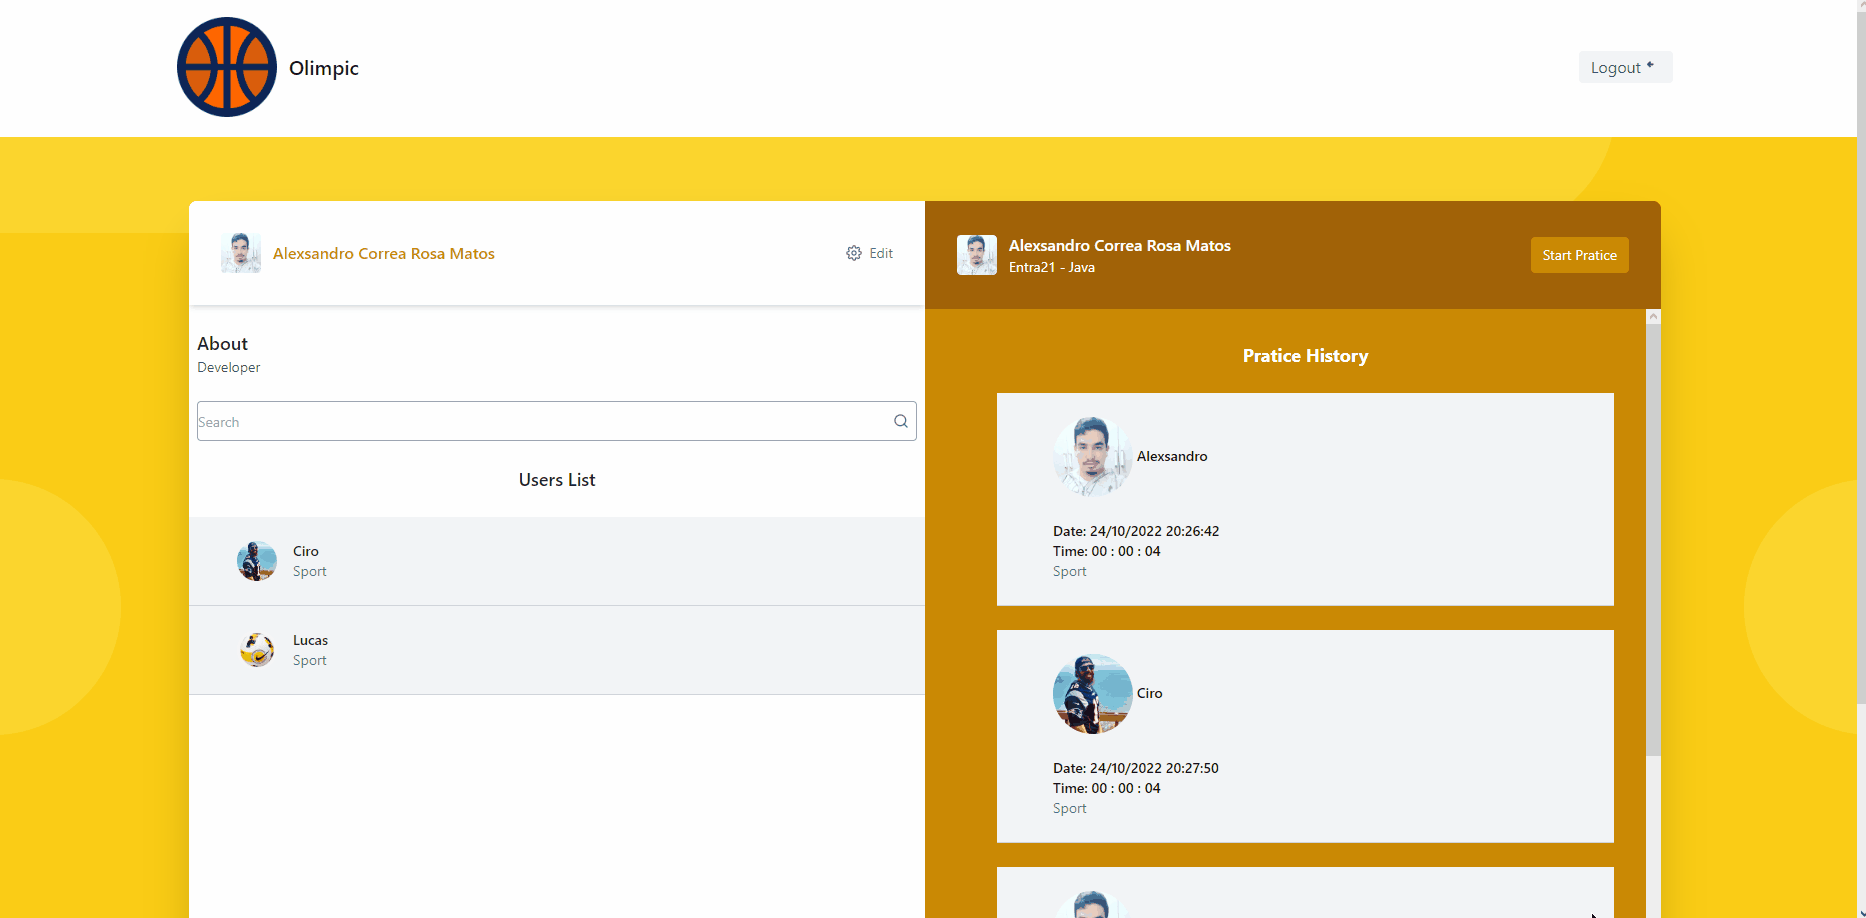 Olimpic
Logout
Alexsandro Correa Rosa Matos
Edit
About
Developer
Search
Users List
Ciro
Sport
Lucas
Sport
Alexsandro Correa Rosa Matos
Entra21 - Java
Start Pratice
Pratice History
Alexsandro
Date: 24/10/2022 20:26:42
Time: 00 : 00 : 04
Sport
Ciro
Date: 24/10/2022 20:27:50
Time: 00 : 00 : 04
Sport